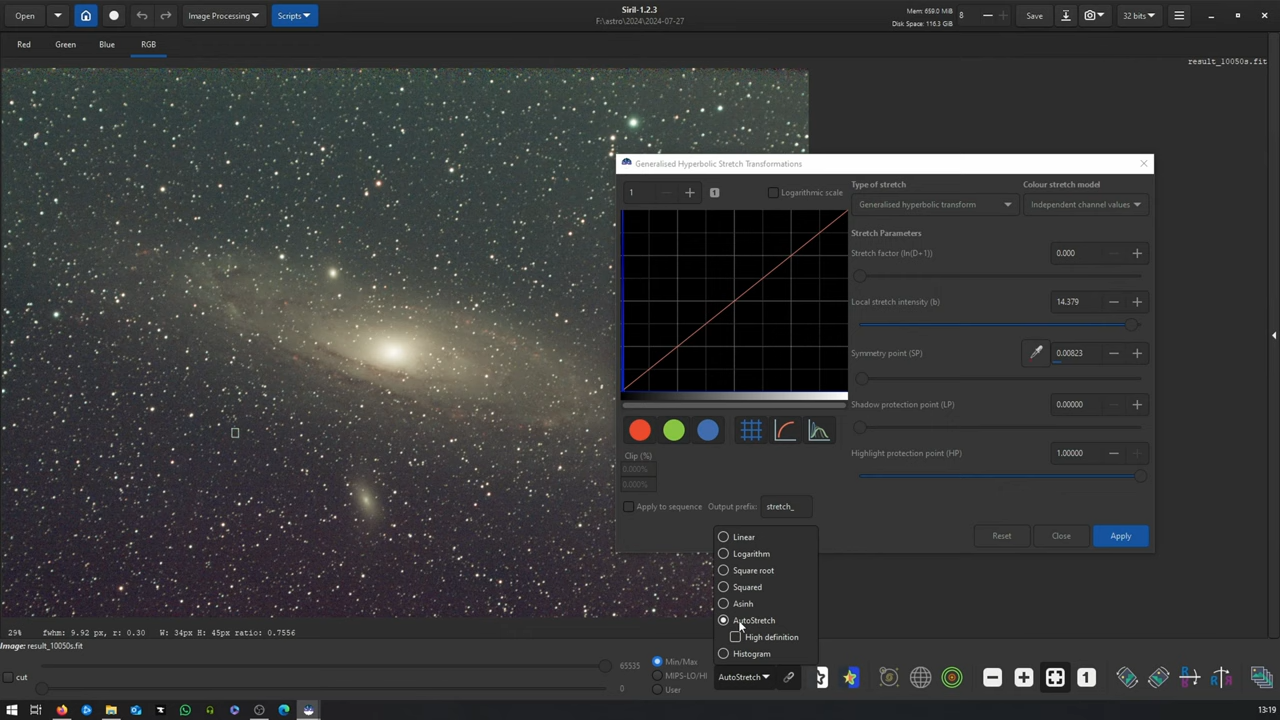 Open
Image Processing
Scripts
Siril-1.2.3
F:\astro\2024\2024-07-27
Mem: 659.0 MiB
Disk Space: 116.3 GiB
8
Save
32 bits
Red
Green
Blue
RGB
result_10050s.fit
Generalised Hyperbolic Stretch Transformations
1
1
Logarithmic scale
Type of stretch
Colour stretch model
Generalised hyperbolic transform
Independent channel values
Stretch Parameters
Stretch factor (ln(D+1))
0.000
Local stretch intensity (b)
14.379
Symmetry point (SP)
0.00823
Shadow protection point (LP)
0.00000
Highlight protection point (HP)
1.00000
Clip (%)
0.000%
0.000%
Apply to sequence
Output prefix:
stretch_
Reset
Close
Apply
Linear
Logarithm
Square root
Squared
Asinh
AutoStretch
High definition
Histogram
29%
fwhm: 9.92 px, r: 0.30
W: 34px H: 45px ratio: 0.7556
Image: result_10050s.fit
cut
65535
0
Min/Max
MIPS-LO/HI
User
AutoStretch
1
13:19